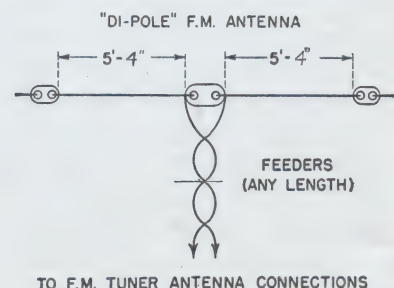 "DI-POLE" F.M. ANTENNA
5'-4" 5'-4"
FEEDERS
(ANY LENGTH)
TO F.M. TUNER ANTENNA CONNECTIONS